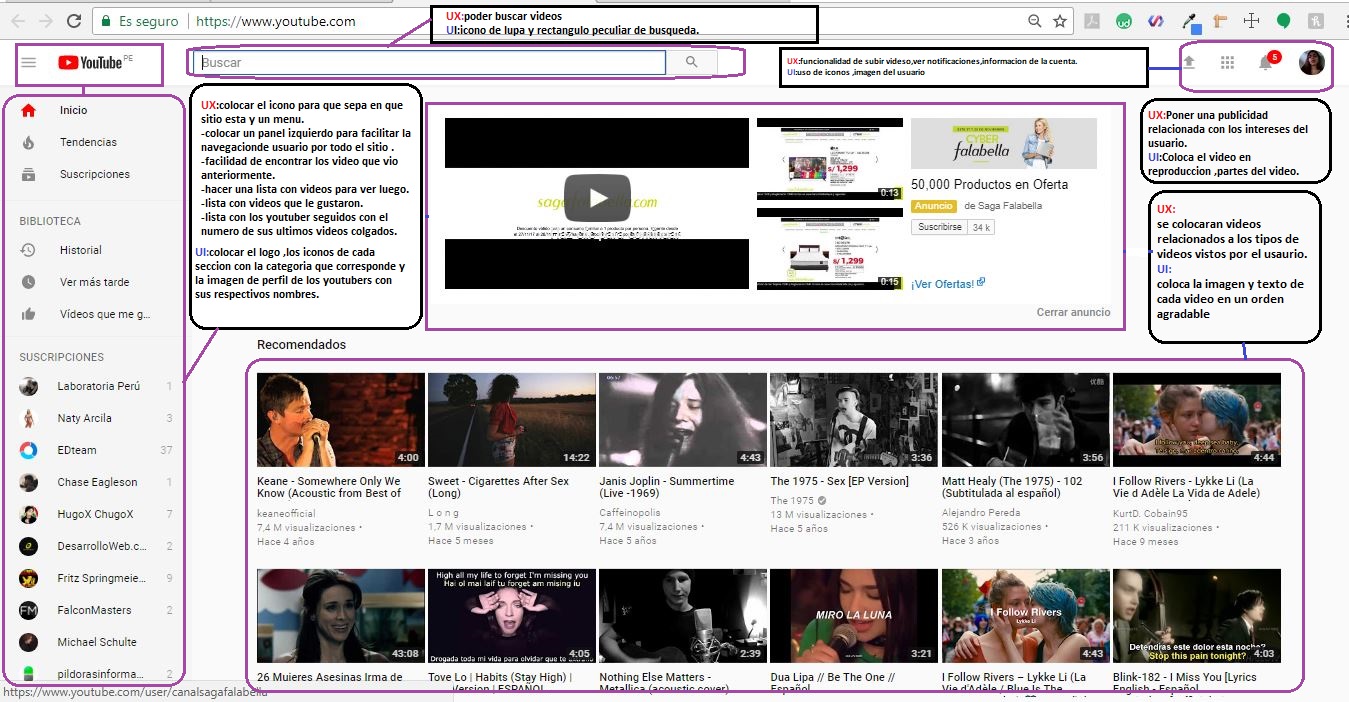 Es seguro | https://www.youtube.com
UX:poder buscar videos
UI:icono de lupa y rectangulo peculiar de busqueda.
YouTube PE
Buscar
UX:funcionalidad de subir videso,ver notificaciones,informacion de la cuenta.
UI:uso de iconos ,imagen del usuario
5
Inicio
Tendencias
Suscripciones
BIBLIOTECA
Historial
Ver más tarde
Vídeos que me g...
SUSCRIPCIONES
Laboratoria Perú 1
Naty Arcila 3
EDteam 37
Chase Eagleson 1
HugoX ChugoX 7
DesarrolloWeb.c... 2
Fritz Springmeie... 9
FM
FalconMasters 2
Michael Schulte
pildorasinforma... 2
https://www.youtube.com/user/canalsagafalabella
UX:colocar el icono para que sepa en que
sitio esta y un menu.
-colocar un panel izquierdo para facilitar la
navegacionde usuario por todo el sitio .
-facilidad de encontrar los video que vio
anteriormente.
-hacer una lista con videos para ver luego.
-lista con videos que le gustaron.
-lista con los youtuber seguidos con el
numero de sus ultimos videos colgados.
UI:colocar el logo ,los iconos de cada
seccion con la categoria que corresponde y
la imagen de perfil de los youtubers con
sus respectivos nombres.
sagafalabella.com
S/ 1,299
0:13
S/ 1,299
0:15
CYBER
falabella
50,000 Productos en Oferta
Anuncio de Saga Falabella
Suscribirse 34 k
¡Ver Ofertas!
Cerrar anuncio
UX:Poner una publicidad
relacionada con los intereses del
usuario.
UI:Coloca el video en
reproduccion ,partes del video.
UX:
se colocaran videos
relacionados a los tipos de
videos vistos por el usaurio.
UI:
coloca la imagen y texto de
cada video en un orden
agradable
Recomendados
4:00
Keane - Somewhere Only We
Know (Acoustic from Best of
keaneofficial
7,4 M visualizaciones •
Hace 4 años
14:22
Sweet - Cigarettes After Sex
(Long)
L o n g
1,7 M visualizaciones •
Hace 5 meses
4:43
Janis Joplin - Summertime
(Live -1969)
Caffeinopolis
7,4 M visualizaciones •
Hace 5 años
3:36
The 1975 - Sex [EP Version]
The 1975
13 M visualizaciones •
Hace 5 años
3:56
Matt Healy (The 1975) - 102
(Subtitulada al español)
Alejandro Pereda
526 K visualizaciones •
Hace 3 años
I follow you, deep sea baby,
4:44
I Follow Rivers - Lykke Li (La
Vie d Adèle La Vida de Adele)
KurtD. Cobain95
211 K visualizaciones •
Hace 9 meses
43:08
26 Mujeres Asesinas Irma de
High all my life to forget I'm missing you
Drogada toda mi vida para olvidar que te
4:05
Tove Lo | Habits (Stay High) |
Version | ESPAÑOL
2:39
Nothing Else Matters -
Metallica (acoustic cover)
MIRO LA LUNA
3:21
Dua Lipa // Be The One //
Español
I Follow Rivers
Lykke Li
4:43
I Follow Rivers – Lykke Li (La
Vie d'Adèle / Blue Is The
Detendras este dolor esta noche?
Stop this pain tonight?
4:03
Blink-182 - I Miss You [Lyrics
English - Español